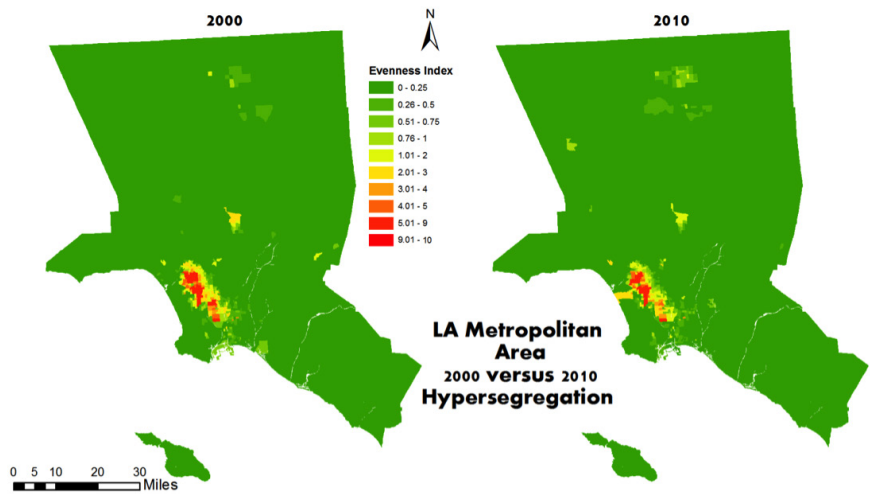 2000
N
2010
Evenness Index
0 - 0.25
0.26 - 0.5
0.51 - 0.75
0.76 - 1
1.01 - 2
2.01 - 3
3.01 - 4
4.01 - 5
5.01 - 9
9.01 - 10
LA Metropolitan
Area
2000 versus 2010
Hypersegregation
0 5 10 20 30
Miles